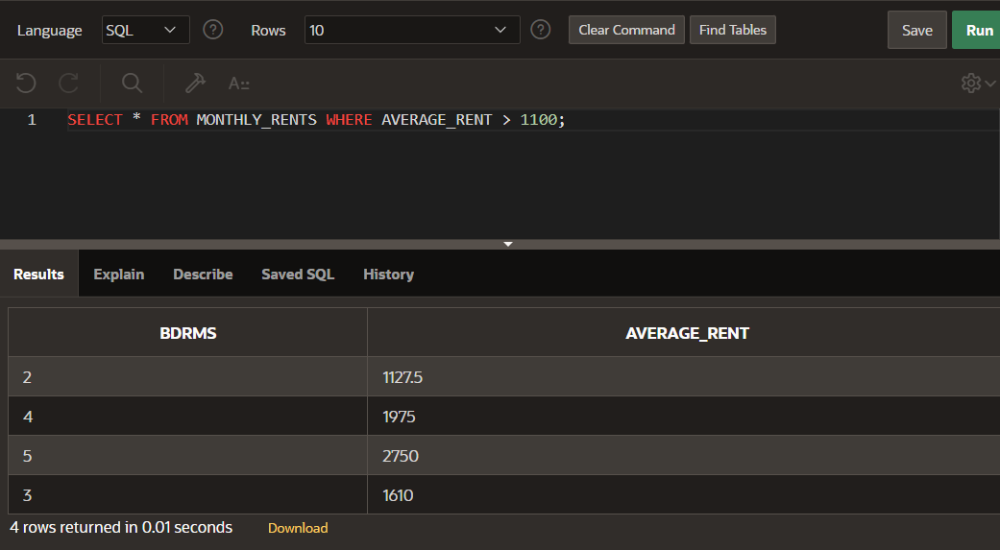 Language SQL ? Rows 10 ? Clear Command Find Tables Save Run
A::
1 SELECT * FROM MONTHLY_RENTS WHERE AVERAGE_RENT > 1100;
Results Explain Describe Saved SQL History
BDRMS AVERAGE_RENT
2 1127.5
4 1975
5 2750
3 1610
4 rows returned in 0.01 seconds Download